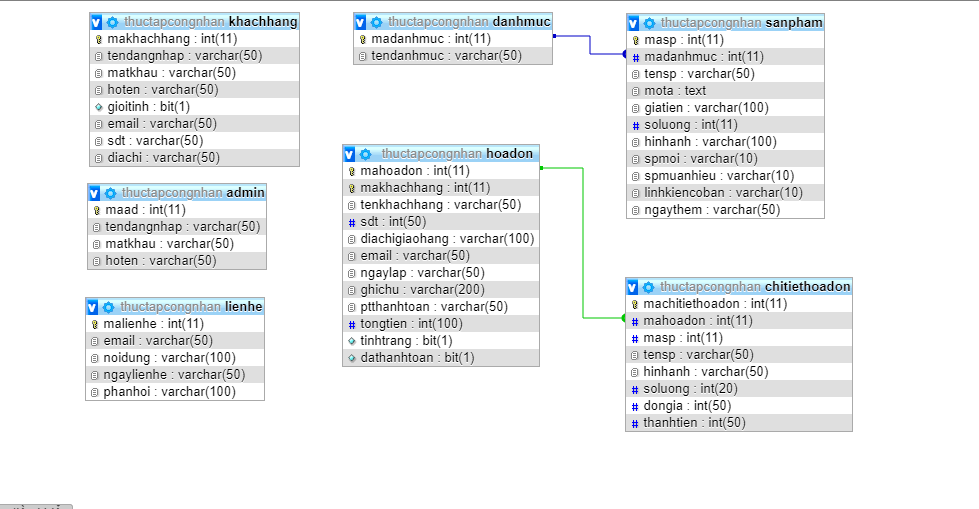 thuctapcongnhan khachhang
makhachhang : int(11)
tendangnhap : varchar(50)
matkhau : varchar(50)
hoten : varchar(50)
gioitinh : bit(1)
email : varchar(50)
sdt : varchar(50)
diachi : varchar(50)
thuctapcongnhan admin
maad : int(11)
tendangnhap : varchar(50)
matkhau : varchar(50)
hoten : varchar(50)
thuctapcongnhan lienhe
malienhe : int(11)
email : varchar(50)
noidung : varchar(100)
ngaylienhe : varchar(50)
phanhoi : varchar(100)
thuctapcongnhan danhmuc
madanhmuc : int(11)
tendanhmuc : varchar(50)
thuctapcongnhan hoadon
mahoadon : int(11)
makhachhang : int(11)
tenkhachhang : varchar(50)
# sdt : int(50)
diachigiaohang : varchar(100)
email : varchar(50)
ngaylap : varchar(50)
ghichu : varchar(200)
ptthanhtoan : varchar(50)
# tongtien : int(100)
tinhtrang : bit(1)
dathanhtoan : bit(1)
thuctapcongnhan sanpham
masp : int(11)
# madanhmuc : int(11)
tensp : varchar(50)
mota : text
giatien : varchar(100)
# soluong : int(11)
hinhanh : varchar(100)
spmoi : varchar(10)
spmuanhieu : varchar(10)
linhkiencoban : varchar(10)
ngaythem : varchar(50)
thuctapcongnhan chitiethoadon
machitiethoadon : int(11)
# mahoadon : int(11)
# masp : int(11)
tensp : varchar(50)
hinhanh : varchar(50)
# soluong : int(20)
# dongia : int(50)
# thanhtien : int(50)